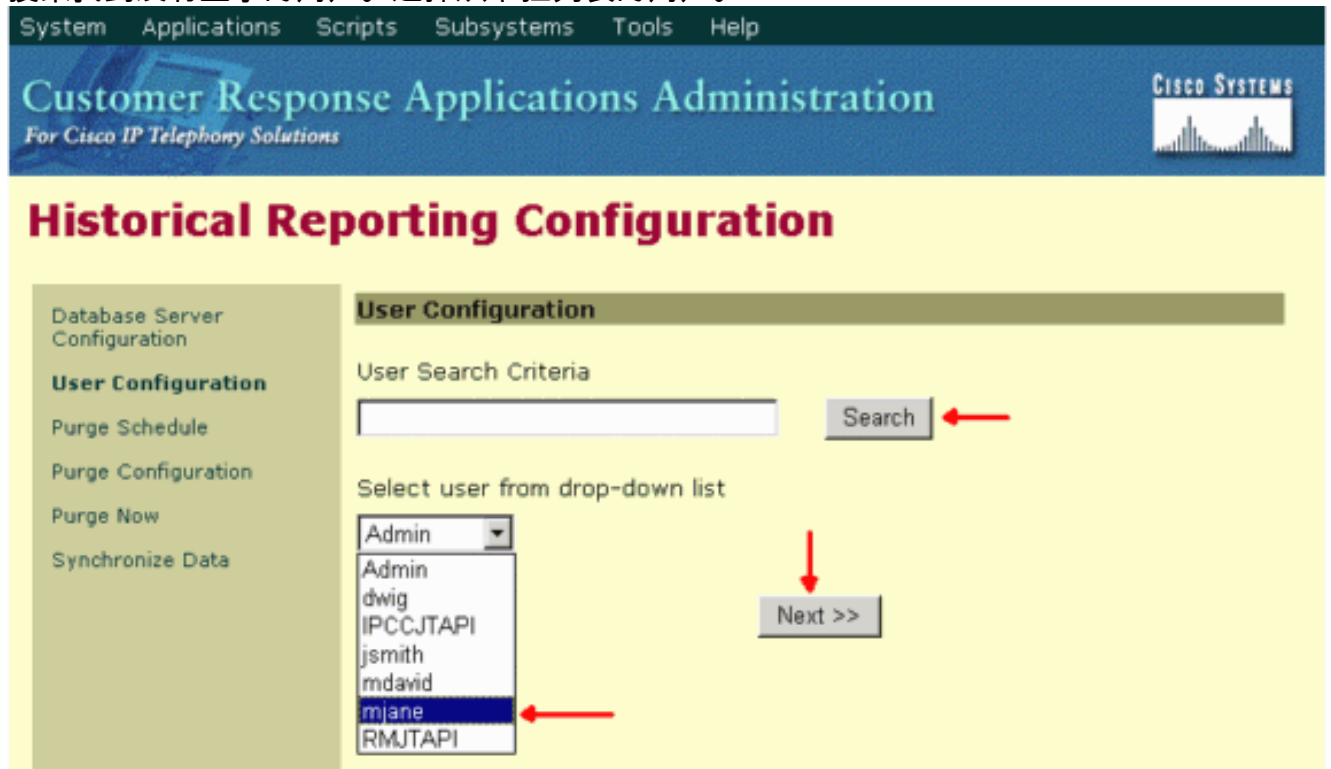 System Applications Scripts Subsystems Tools Help
Customer Response Applications Administration
For Cisco IP Telephony Solutions
CISCO SYSTEMS
Historical Reporting Configuration
Database Server
Configuration
User Configuration
Purge Schedule
Purge Configuration
Purge Now
Synchronize Data
User Configuration
User Search Criteria
Search
Select user from drop-down list
Admin
Admin
dwig
IPCCJTAPI
jsmith
mdavid
mjane
RMJTAPI
Next >>